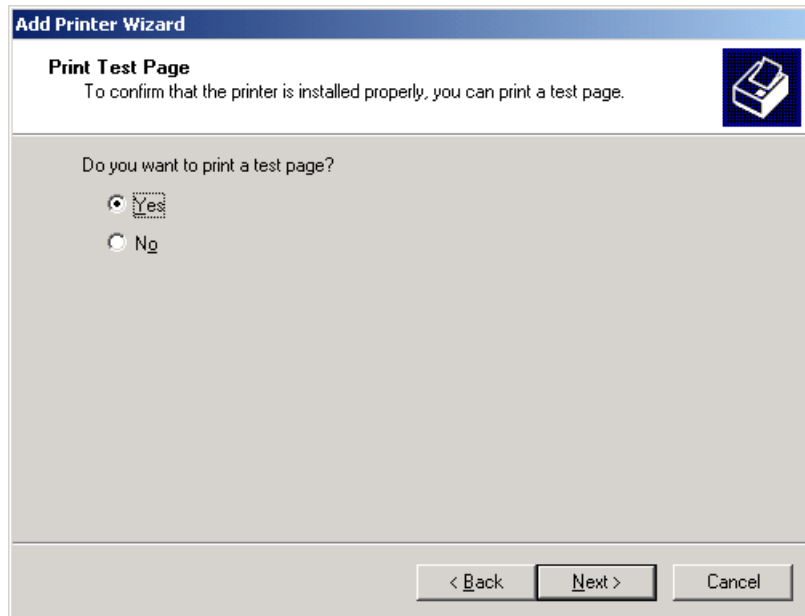 Add Printer Wizard
Print Test Page
To confirm that the printer is installed properly, you can print a test page.
Do you want to print a test page?
Yes
No
< Back
Next >
Cancel